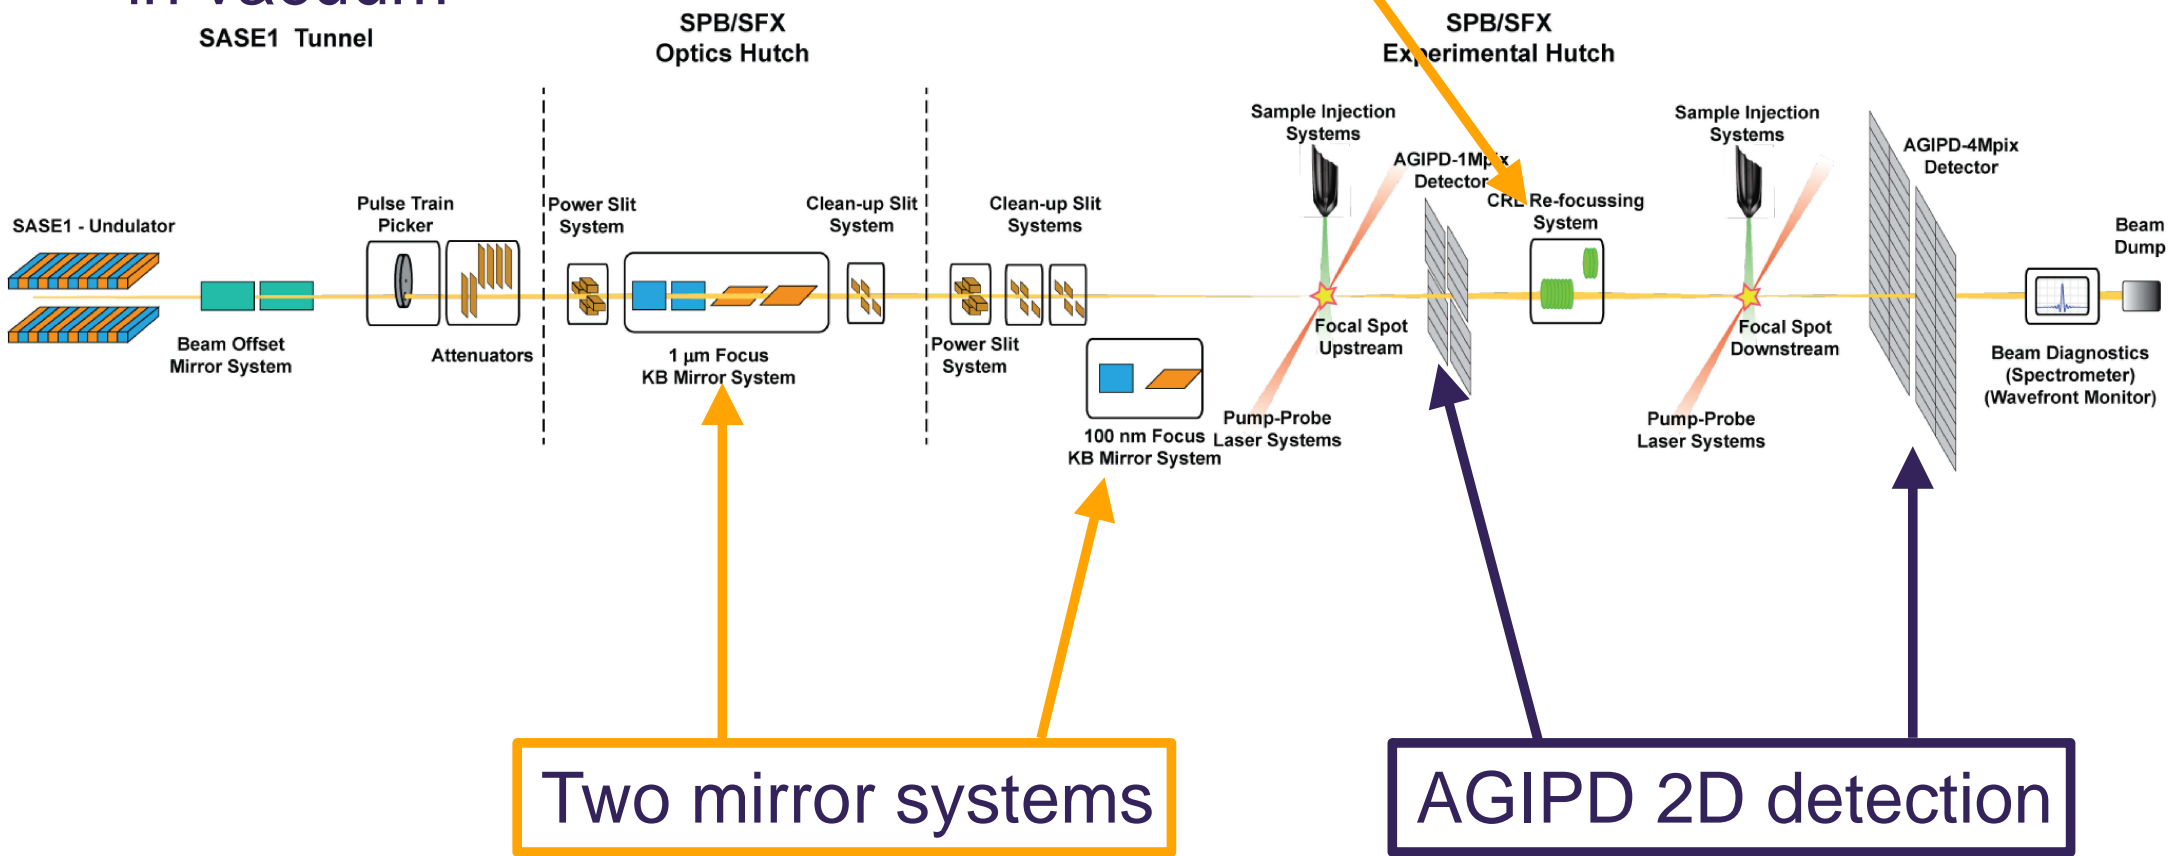 in vacuum
SASE1 Tunnel
SPB/SFX
Optics Hutch
SPB/SFX
Experimental Hutch
SASE1 - Undulator
Beam Offset
Mirror System
Pulse Train
Picker
Attenuators
Power Slit
System
1 μm Focus
KB Mirror System
Clean-up Slit
System
Power Slit
System
Clean-up Slit
Systems
100 nm Focus
KB Mirror System
Sample Injection
Systems
Focal Spot
Upstream
Pump-Probe
Laser Systems
AGIPD-1Mpix
Detector
CRL Re-focussing
System
Sample Injection
Systems
Focal Spot
Downstream
Pump-Probe
Laser Systems
AGIPD-4Mpix
Detector
Beam Diagnostics
(Spectrometer)
(Wavefront Monitor)
Beam
Dump
Two mirror systems
AGIPD 2D detection